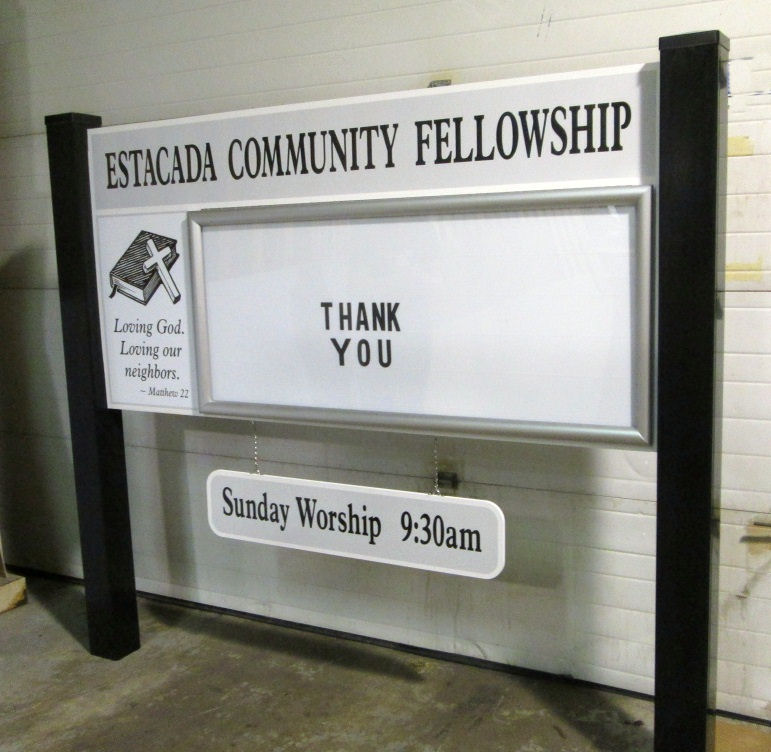 ESTACADA COMMUNITY FELLOWSHIP
Loving God.
Loving our
neighbors.
~ Matthew 22
THANK
YOU
Sunday Worship 9:30am